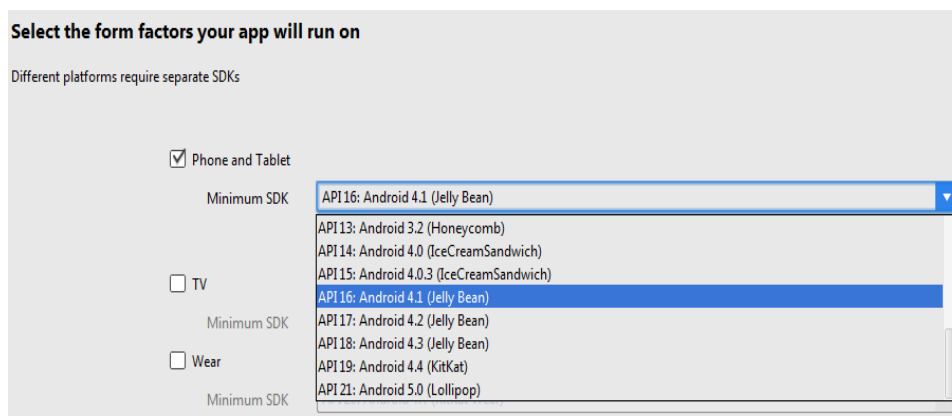 Select the form factors your app will run on
Different platforms require separate SDKs
Phone and Tablet
Minimum SDK
API 16: Android 4.1 (Jelly Bean)
API 13: Android 3.2 (Honeycomb)
API 14: Android 4.0 (IceCreamSandwich)
API 15: Android 4.0.3 (IceCreamSandwich)
API 16: Android 4.1 (Jelly Bean)
API 17: Android 4.2 (Jelly Bean)
API 18: Android 4.3 (Jelly Bean)
API 19: Android 4.4 (KitKat)
API 21: Android 5.0 (Lollipop)
TV
Minimum SDK
Wear
Minimum SDK